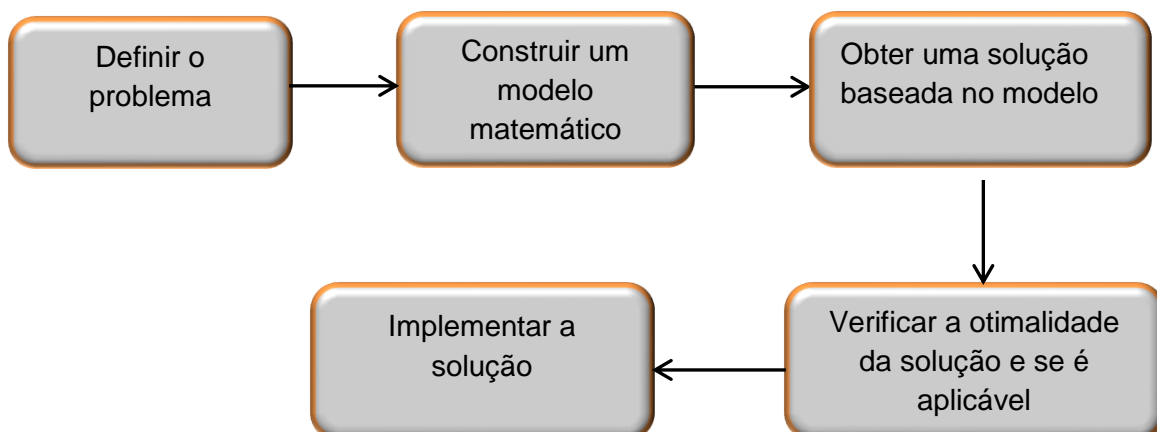 Definir o
problema
Construir um
modelo
matemático
Obter uma solução
baseada no modelo
Verificar a otimalidade
da solução e se é
aplicável
Implementar a
solução